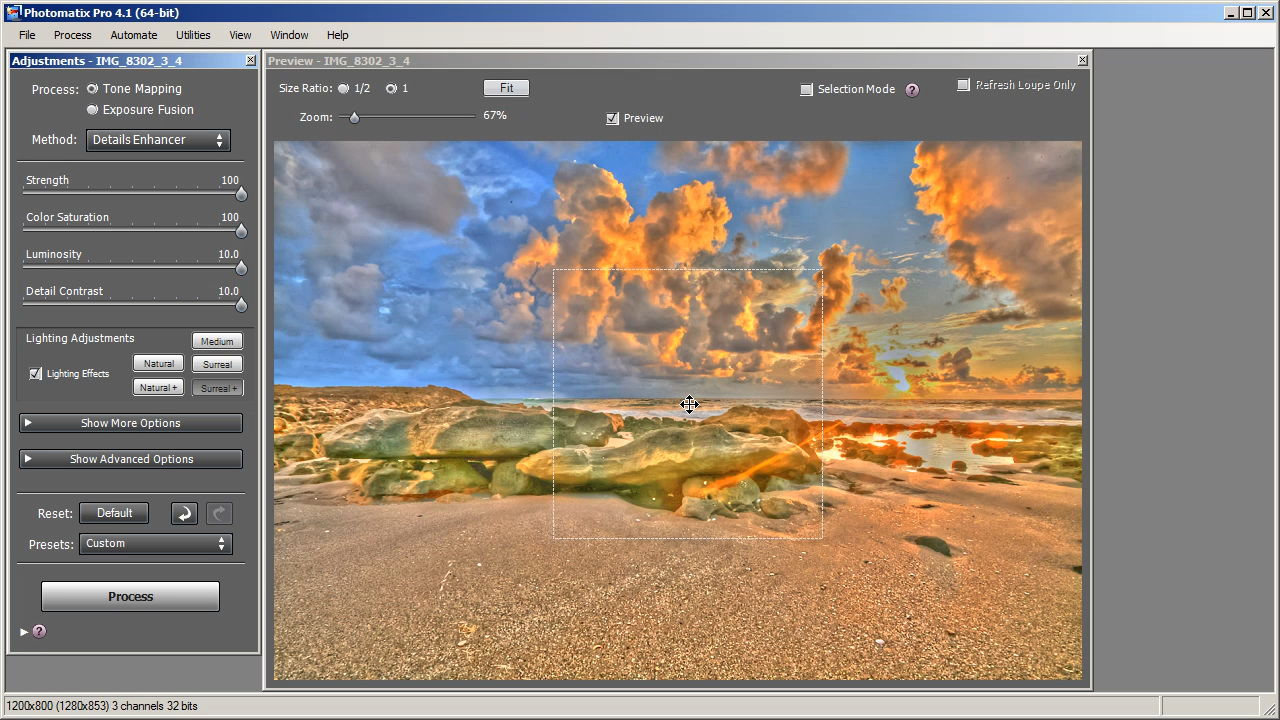 Photomatix Pro 4.1 (64-bit)
File Process Automate Utilities View Window Help
Adjustments - IMG_8302_3_4
Process: Tone Mapping
Exposure Fusion
Method: Details Enhancer
Strength 100
Color Saturation 100
Luminosity 10.0
Detail Contrast 10.0
Lighting Adjustments Medium
Lighting Effects Natural Surreal
Natural + Surreal +
Show More Options
Show Advanced Options
Reset: Default
Presets: Custom
Process
?
Preview - IMG_8302_3_4
Size Ratio: 1/2 1 Fit Selection Mode ? Refresh Loupe Only
Zoom: 67% Preview
1200x800 (1280x853) 3 channels 32 bits